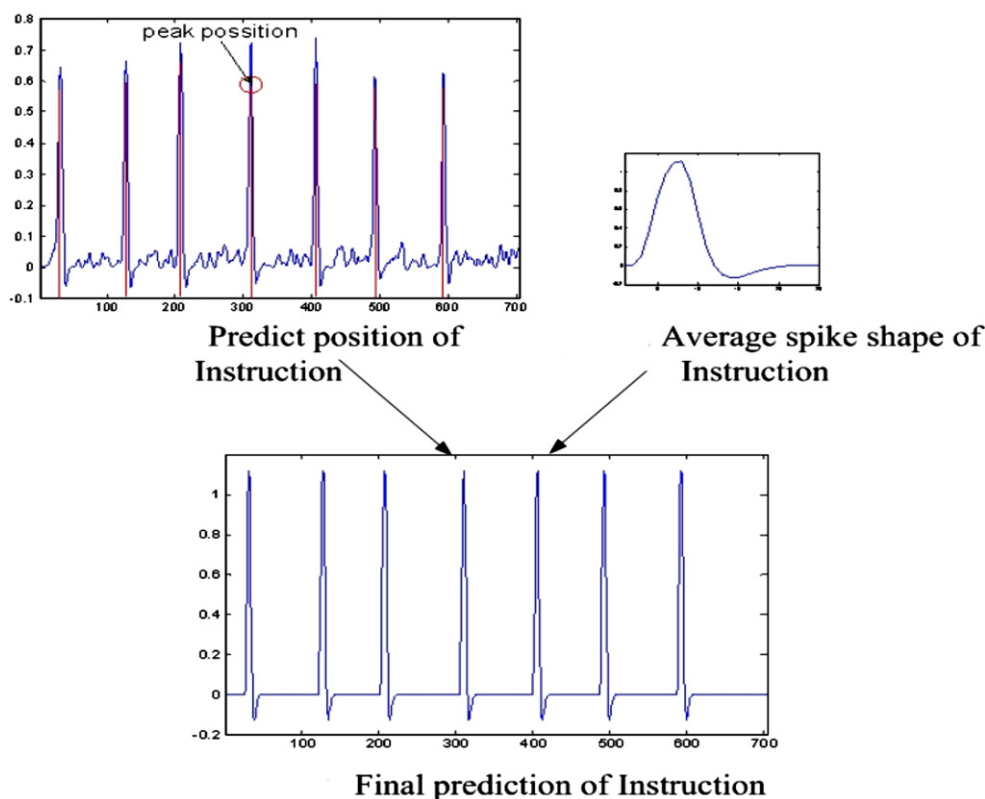 0.8
peak possition
0.7
0.6
0.5
0.4
0.3
0.2
0.1
0
-0.1
100 200 300 400 500 600 700
Predict position of
Instruction
Average spike shape of
Instruction
1
0.8
0.6
0.4
0.2
0
-0.2
100 200 300 400 500 600 700
Final prediction of Instruction